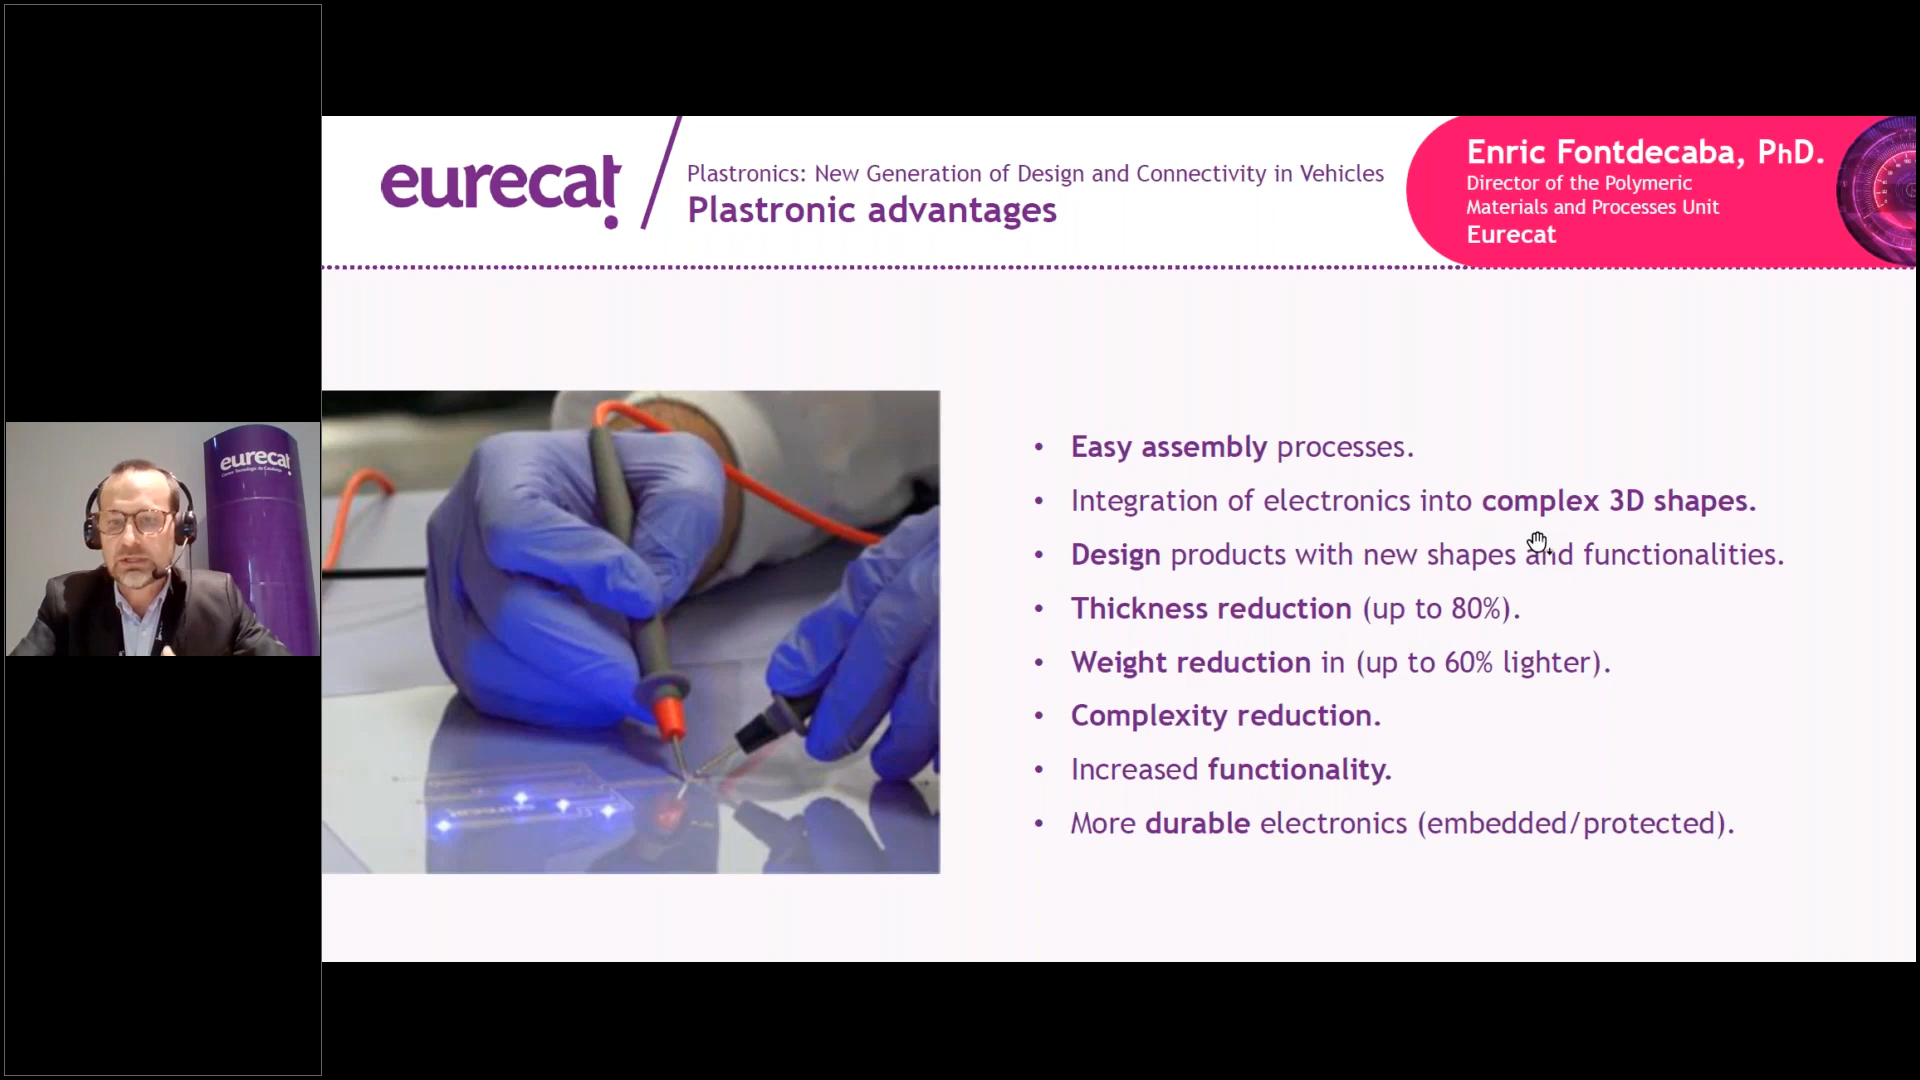 eurecat
Plastronics: New Generation of Design and Connectivity in Vehicles
Plastronic advantages
Enric Fontdecaba, PhD.
Director of the Polymeric
Materials and Processes Unit
Eurecat
eurecat
• Easy assembly processes.
• Integration of electronics into complex 3D shapes.
• Design products with new shapes and functionalities.
• Thickness reduction (up to 80%).
• Weight reduction in (up to 60% lighter).
• Complexity reduction.
• Increased functionality.
• More durable electronics (embedded/protected).